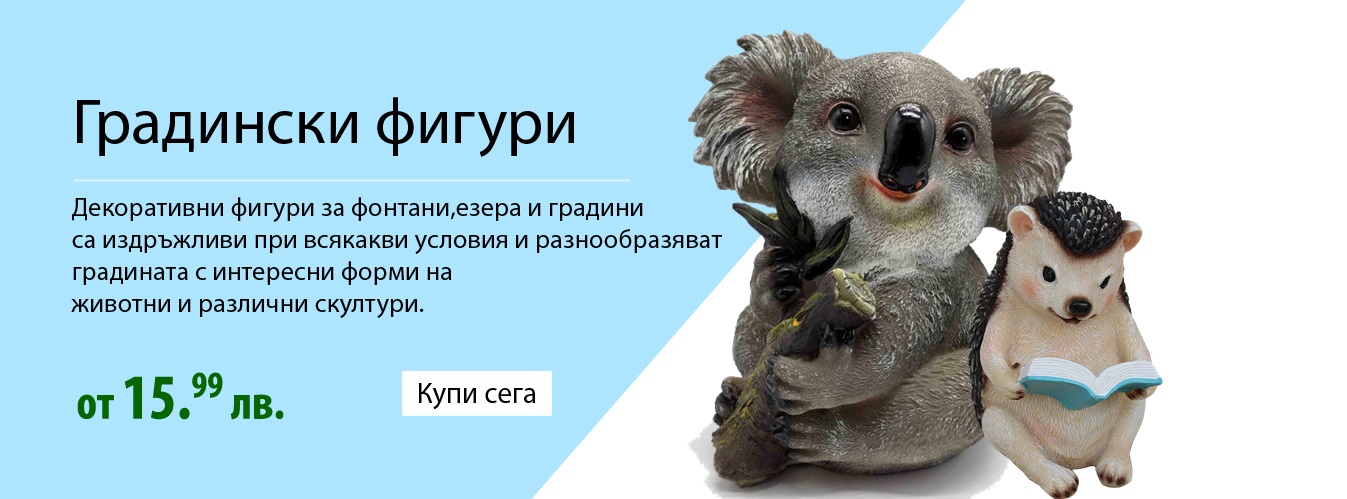 Градински фигури
Декоративни фигури за фонтани,езера и градини
са издръжливи при всякакви условия и разнообразяват
градината с интересни форми на
животни и различни скултури.
от 15.99 лв.
Купи сега